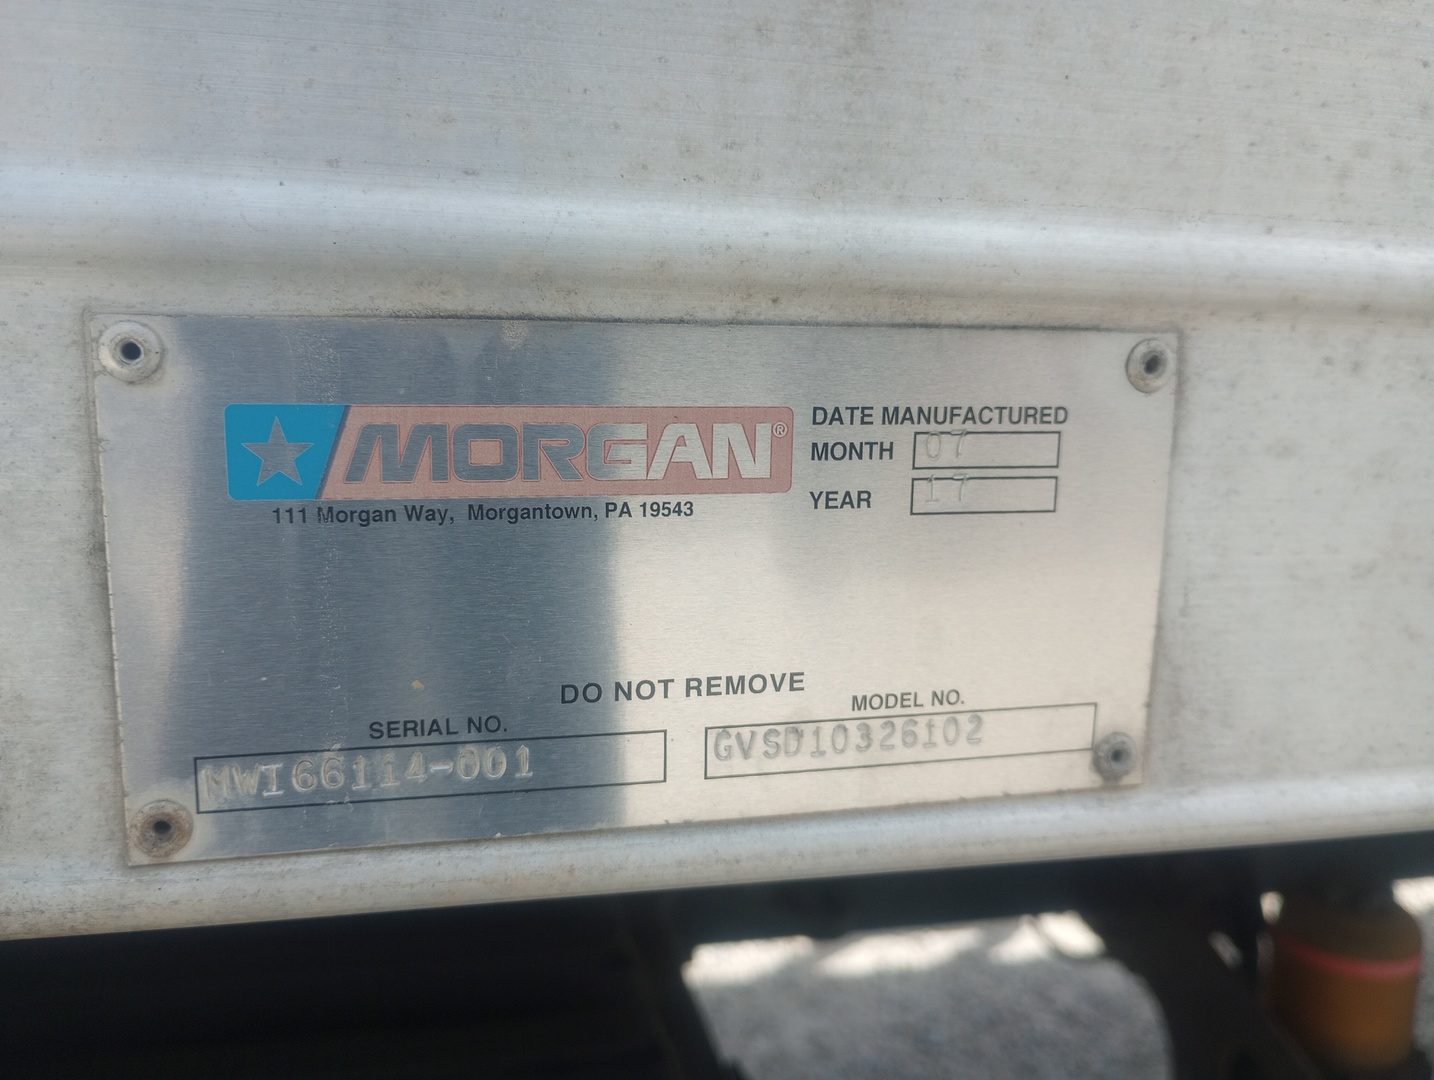 MORGAN®
111 Morgan Way, Morgantown, PA 19543
DATE MANUFACTURED
MONTH 07
YEAR 17
DO NOT REMOVE
SERIAL NO.
MWI66114-001
MODEL NO.
GVSD10326102